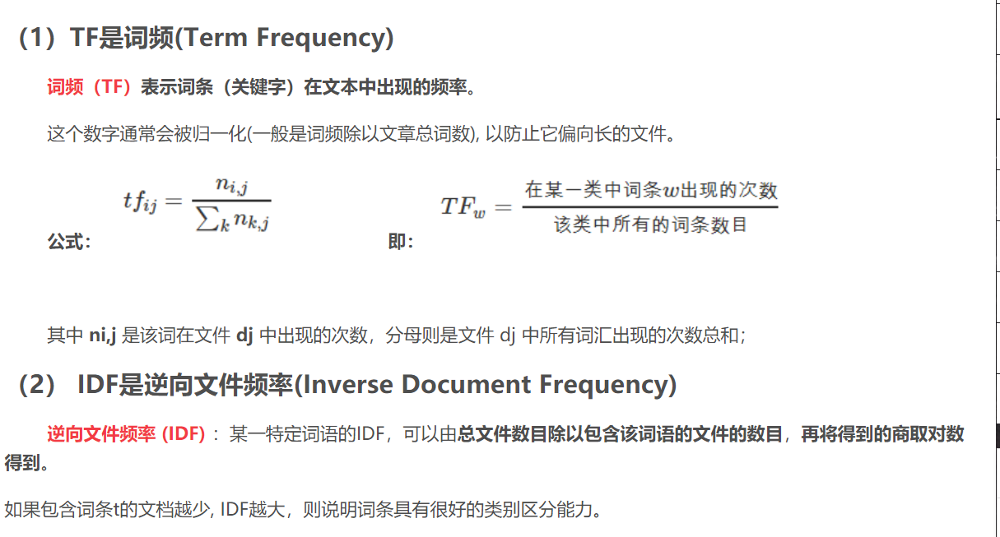 （1）TF是词频(Term Frequency)
词频（TF）表示词条（关键字）在文本中出现的频率。
这个数字通常会被归一化(一般是词频除以文章总词数), 以防止它偏向长的文件。
公式： tf_{ij} = \frac{n_{i,j}}{\sum_k n_{k,j}} 即： TF_w = \frac{在某一类中词条w出现的次数}{该类中所有的词条数目}
其中 ni,j 是该词在文件 dj 中出现的次数，分母则是文件 dj 中所有词汇出现的次数总和；
（2） IDF是逆向文件频率(Inverse Document Frequency)
逆向文件频率 (IDF) ：某一特定词语的IDF，可以由总文件数目除以包含该词语的文件的数目，再将得到的商取对数
得到。
如果包含词条t的文档越少, IDF越大，则说明词条具有很好的类别区分能力。